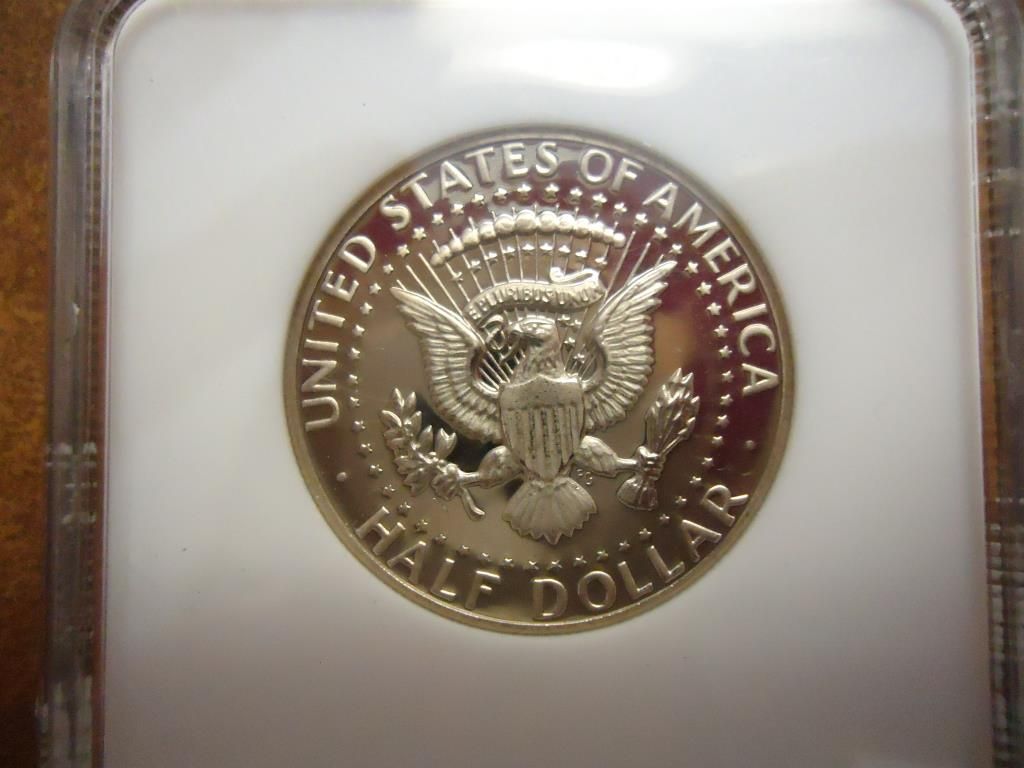 UNITED STATES OF AMERICA
E PLURIBUS UNUM
HALF DOLLAR